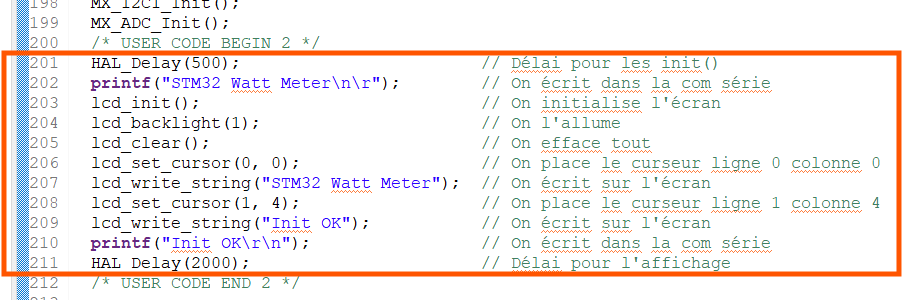 198 MX_I2C1_Init();
199 MX_ADC_Init();
200 /* USER CODE BEGIN 2 */
201 HAL_Delay(500); // Délai pour les init()
202 printf("STM32 Watt Meter\n\r"); // On écrit dans la com série
203 lcd_init(); // On initialise l'écran
204 lcd_backlight(1); // On l'allume
205 lcd_clear(); // On efface tout
206 lcd_set_cursor(0, 0); // On place le curseur ligne 0 colonne 0
207 lcd_write_string("STM32 Watt Meter"); // On écrit sur l'écran
208 lcd_set_cursor(1, 4); // On place le curseur ligne 1 colonne 4
209 lcd_write_string("Init OK"); // On écrit sur l'écran
210 printf("Init OK\r\n"); // On écrit dans la com série
211 HAL_Delay(2000); // Délai pour l'affichage
212 /* USER CODE END 2 */